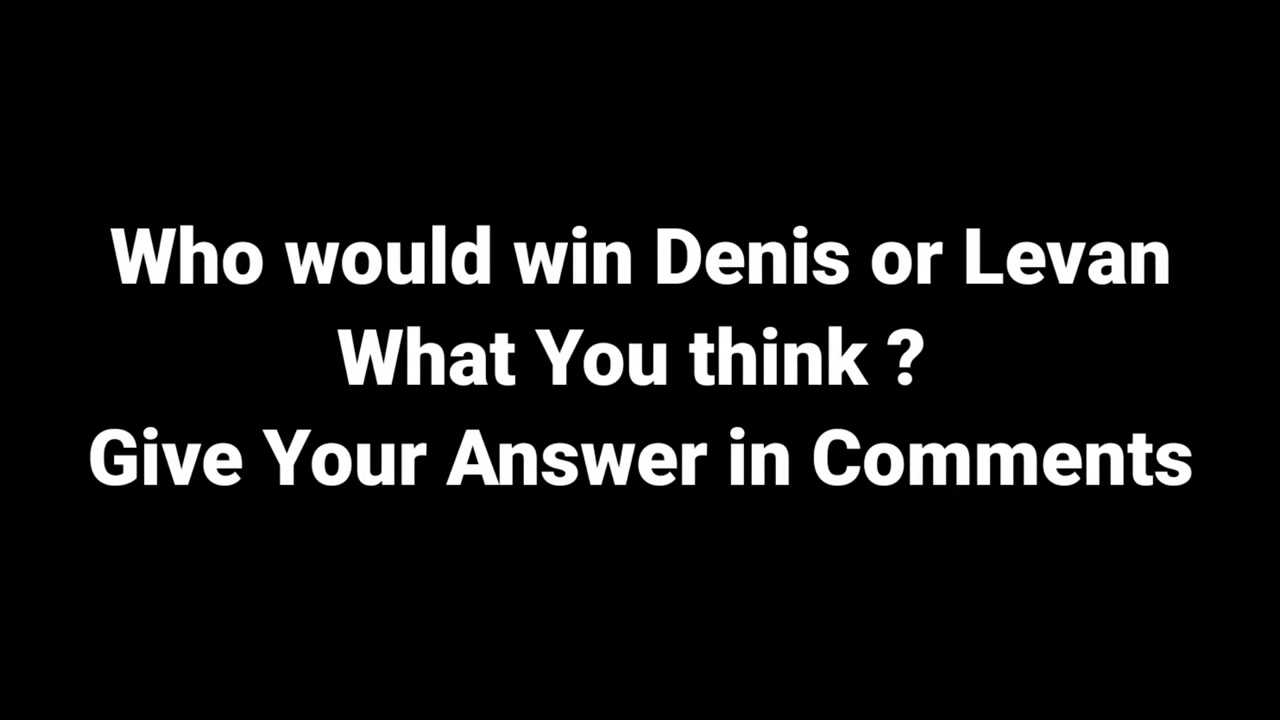 Who would win Denis or Levan
What You think ?
Give Your Answer in Comments